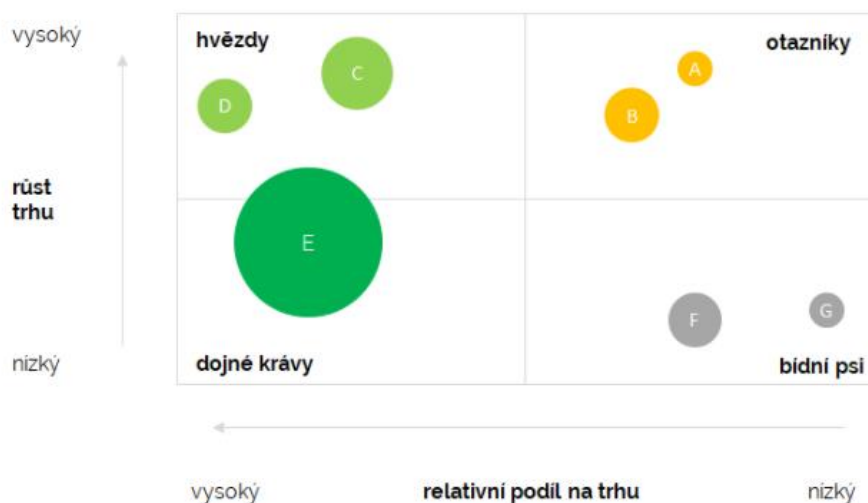 vysoký
hvězdy
otazníky
C
A
D
B
růst
trhu
E
F
G
nízký
dojné krávy
bídní psi
vysoký
relativní podíl na trhu
nízký